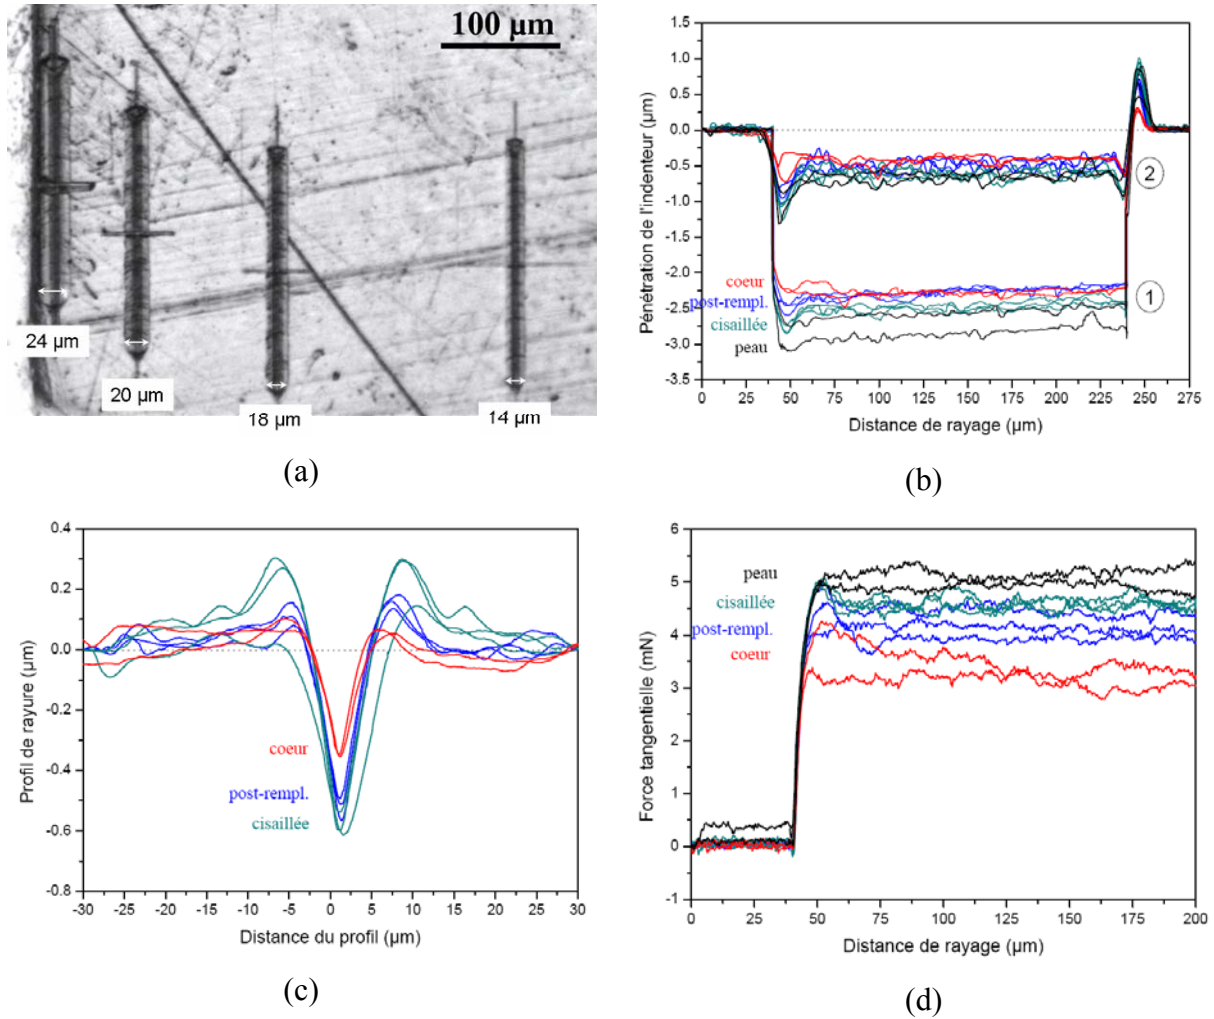 100 µm
24 µm
20 µm
18 µm
14 µm
(a)
Pénétration de l'indenteur (µm)
1.5
1.0
0.5
0.0
-0.5
-1.0
-1.5
-2.0
-2.5
-3.0
-3.5
2
1
coeur
post-rempl.
cisaillée
peau
0 25 50 75 100 125 150 175 200 225 250 275
Distance de rayage (µm)
(b)
Profil de rayure (µm)
0.4
0.2
0.0
-0.2
-0.4
-0.6
-0.8
coeur
post-rempl.
cisaillée
-30 -25 -20 -15 -10 -5 0 5 10 15 20 25 30
Distance du profil (µm)
(c)
Force tangentielle (mN)
6
5
4
3
2
1
0
-1
peau
cisaillée
post-rempl.
coeur
0 25 50 75 100 125 150 175 200
Distance de rayage (µm)
(d)